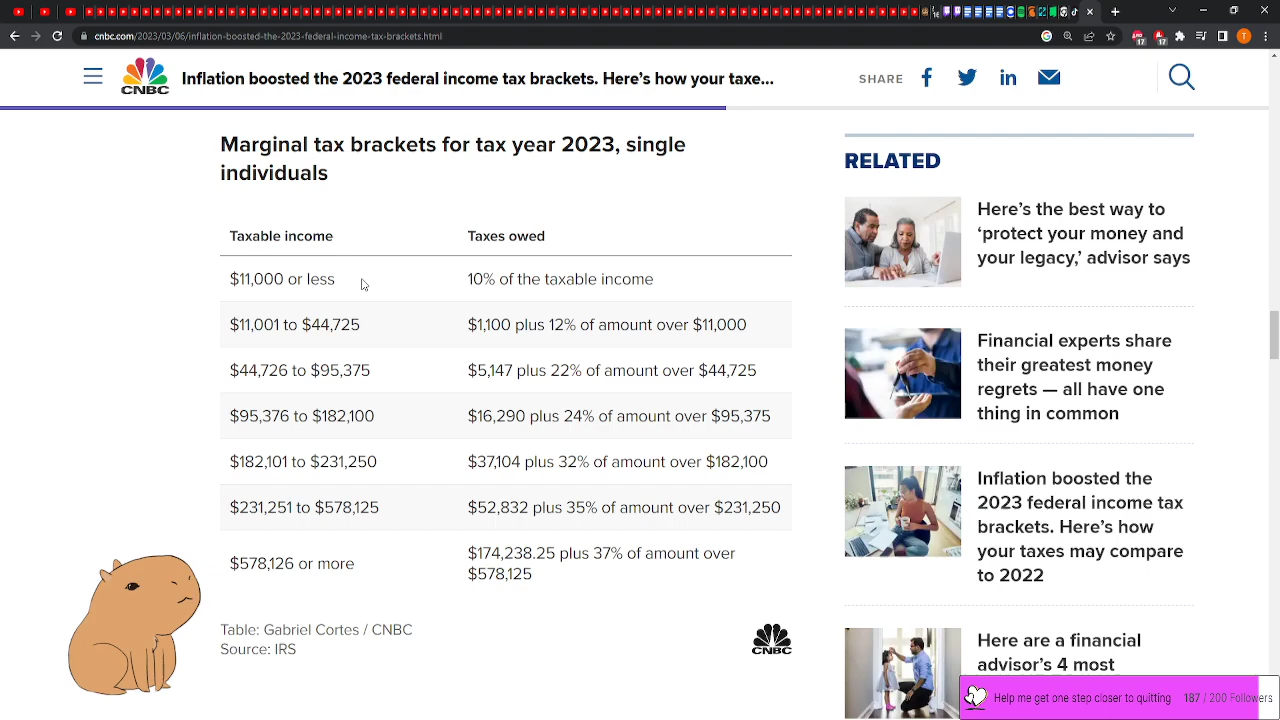 cnbc.com/2023/03/06/inflation-boosted-the-2023-federal-income-tax-brackets.html
CNBC
Inflation boosted the 2023 federal income tax brackets. Here’s how your taxe...
SHARE
Marginal tax brackets for tax year 2023, single
individuals
Taxable income Taxes owed
$11,000 or less 10% of the taxable income
$11,001 to $44,725 $1,100 plus 12% of amount over $11,000
$44,726 to $95,375 $5,147 plus 22% of amount over $44,725
$95,376 to $182,100 $16,290 plus 24% of amount over $95,375
$182,101 to $231,250 $37,104 plus 32% of amount over $182,100
$231,251 to $578,125 $52,832 plus 35% of amount over $231,250
$578,126 or more $174,238.25 plus 37% of amount over
$578,125
Table: Gabriel Cortes / CNBC
Source: IRS
CNBC
RELATED
Here’s the best way to
‘protect your money and
your legacy,’ advisor says
Financial experts share
their greatest money
regrets — all have one
thing in common
Inflation boosted the
2023 federal income tax
brackets. Here’s how
your taxes may compare
to 2022
Here are a financial
advisor’s 4 most
Help me get one step closer to quitting 187 / 200 Followers